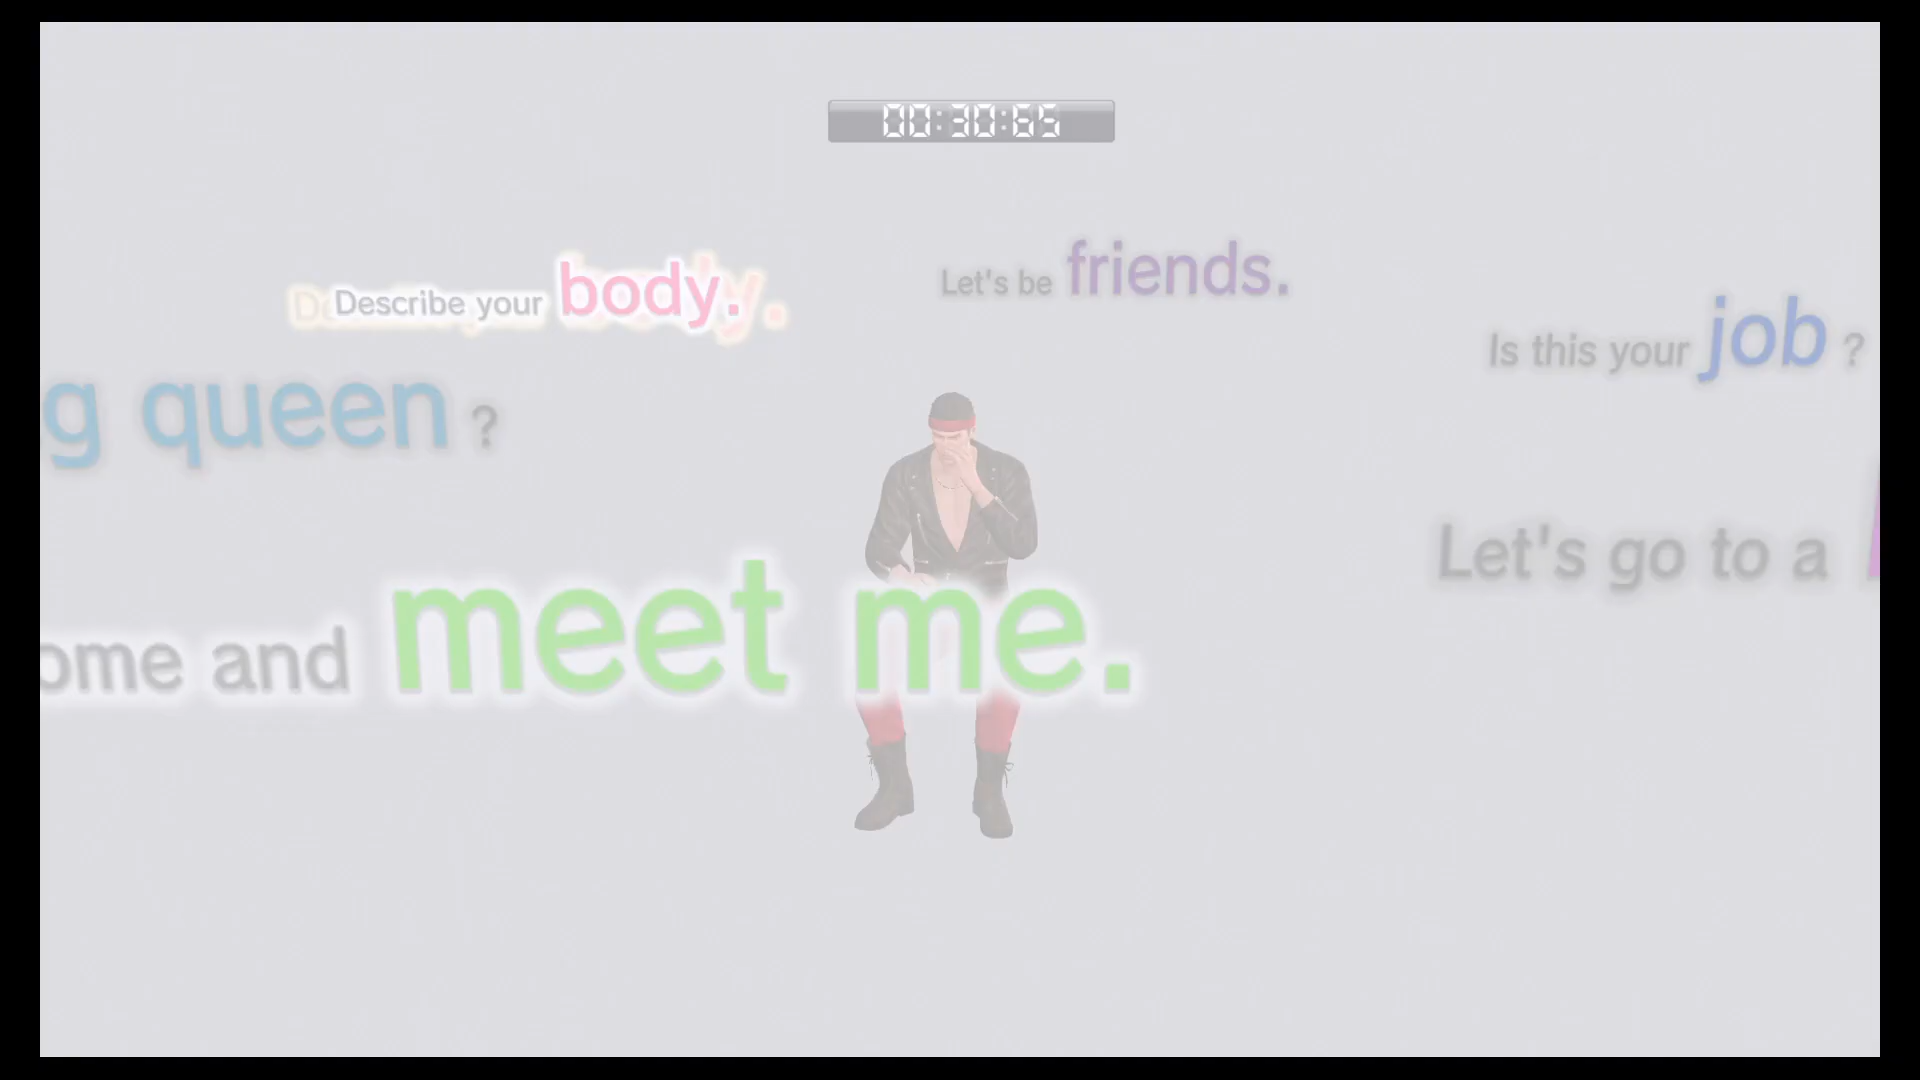 00:30:65
Let's be friends.
Describe your body.
Is this your job ?
g queen ?
Let's go to a
ome and meet me.